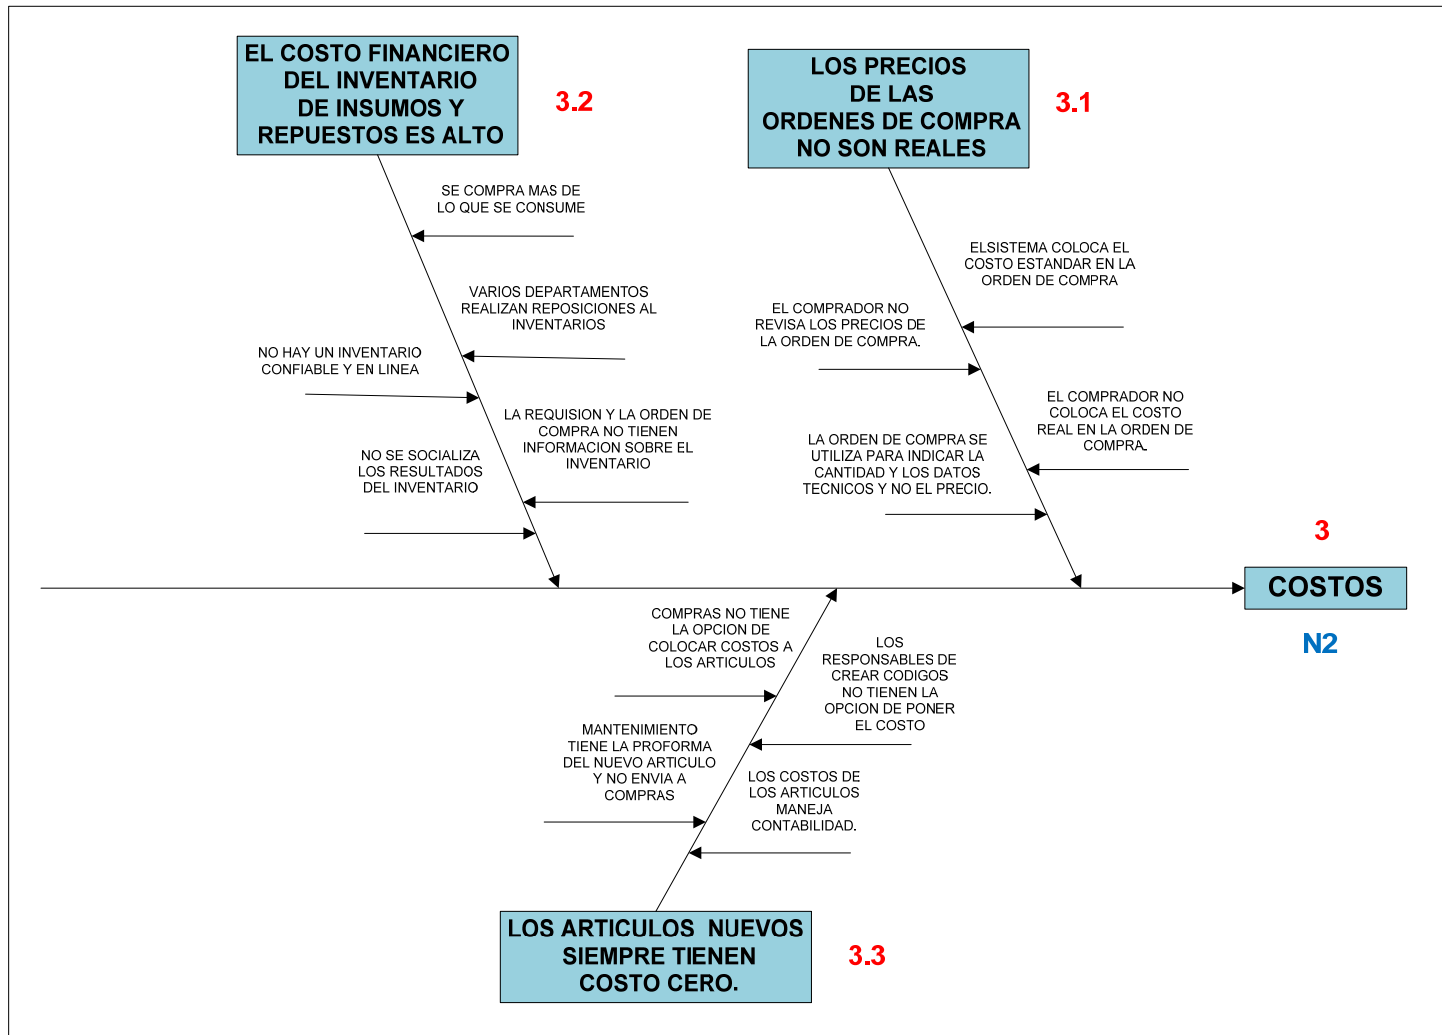 EL COSTO FINANCIERO
DEL INVENTARIO
DE INSUMOS Y
REPUESTOS ES ALTO
3.2
LOS PRECIOS
DE LAS
ORDENES DE COMPRA
NO SON REALES
3.1
SE COMPRA MAS DE
LO QUE SE CONSUME
VARIOS DEPARTAMENTOS
REALIZAN REPOSICIONES AL
INVENTARIOS
NO HAY UN INVENTARIO
CONFIABLE Y EN LINEA
LA REQUISION Y LA ORDEN DE
COMPRA NO TIENEN
INFORMACION SOBRE EL
INVENTARIO
NO SE SOCIALIZA
LOS RESULTADOS
DEL INVENTARIO
ELSISTEMA COLOCA EL
COSTO ESTANDAR EN LA
ORDEN DE COMPRA
EL COMPRADOR NO
REVISA LOS PRECIOS DE
LA ORDEN DE COMPRA.
EL COMPRADOR NO
COLOCA EL COSTO
REAL EN LA ORDEN DE
COMPRA.
LA ORDEN DE COMPRA SE
UTILIZA PARA INDICAR LA
CANTIDAD Y LOS DATOS
TECNICOS Y NO EL PRECIO.
3
COSTOS
N2
COMPRAS NO TIENE
LA OPCION DE
COLOCAR COSTOS A
LOS ARTICULOS
LOS
RESPONSABLES DE
CREAR CODIGOS
NO TIENEN LA
OPCION DE PONER
EL COSTO
MANTENIMIENTO
TIENE LA PROFORMA
DEL NUEVO ARTICULO
Y NO ENVIA A
COMPRAS
LOS COSTOS DE
LOS ARTICULOS
MANEJA
CONTABILIDAD.
LOS ARTICULOS NUEVOS
SIEMPRE TIENEN
COSTO CERO.
3.3